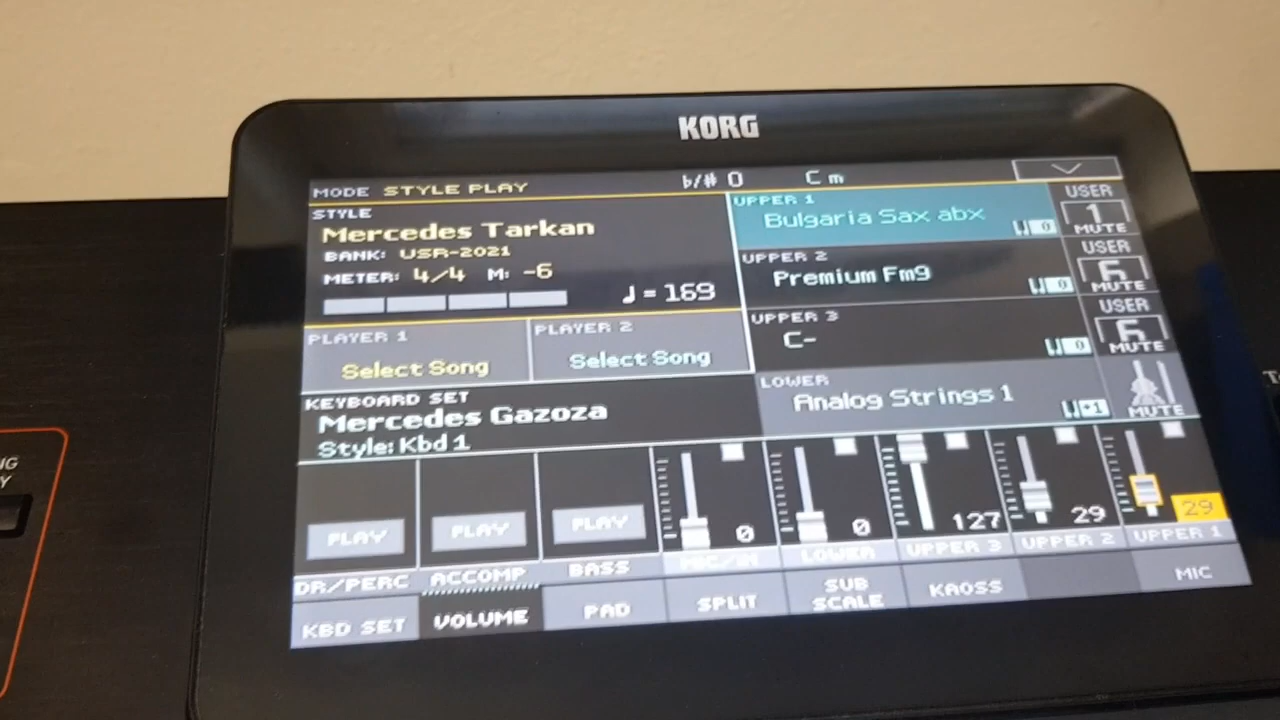 KORG
MODE STYLE PLAY
b/# 0
Cm
STYLE
Mercedes Tarkan
BANK: USR-2021
METER: 4/4 M: -6
♩= 169
UPPER 1
Bulgaria Sax abx
0
USER
1
MUTE
UPPER 2
Premium Fm9
0
USER
6
MUTE
UPPER 3
C-
0
USER
6
MUTE
PLAYER 1
Select Song
PLAYER 2
Select Song
LOWER
Analog Strings 1
+1
MUTE
KEYBOARD SET
Mercedes Gazoza
Style: Kbd 1
PLAY
PLAY
PLAY
0
0
127
29
29
DR/PERC
ACCOMP
BASS
MIC/IN
LOWER
UPPER 3
UPPER 2
UPPER 1
KBD SET
VOLUME
PAD
SPLIT
SUB
SCALE
KAOSS
MIC